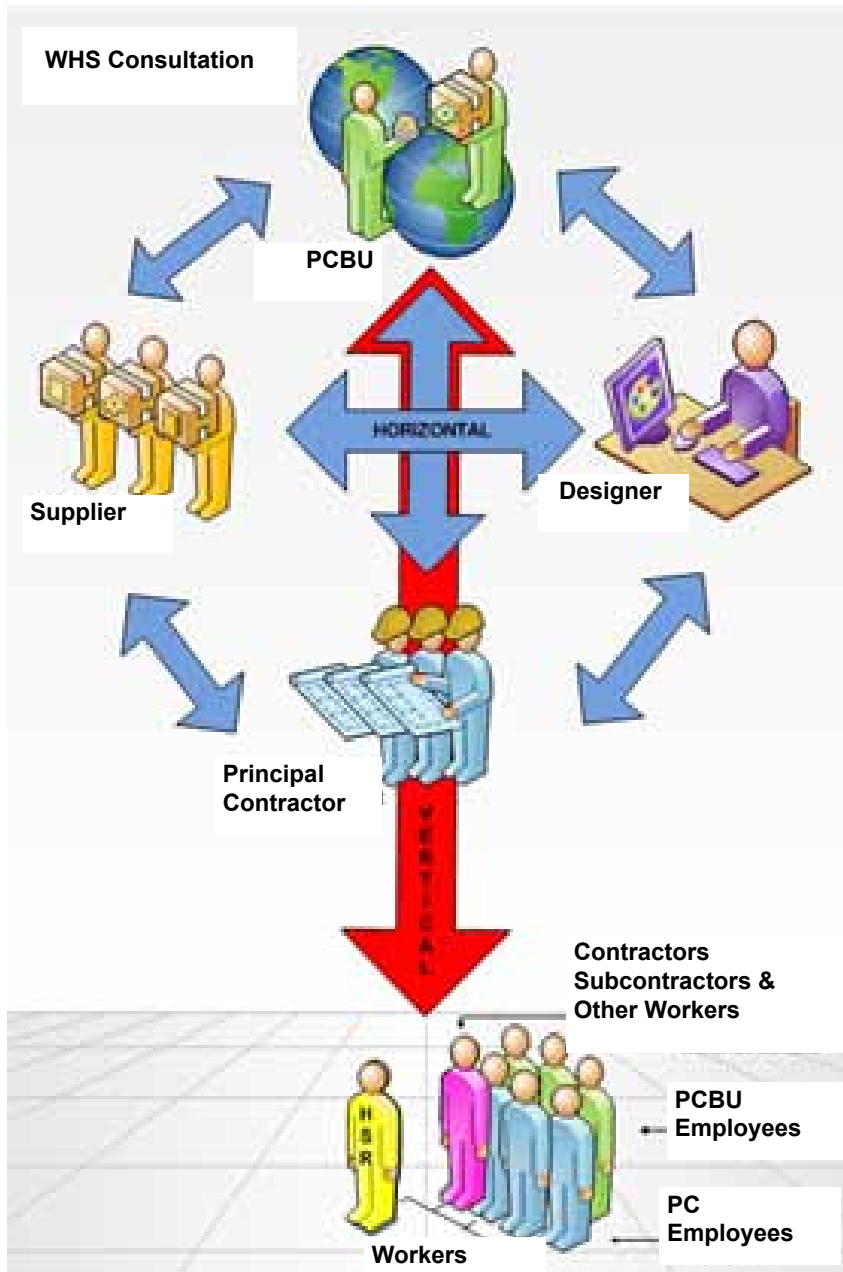 WHS Consultation
PCBU
HORIZONTAL
Supplier
Designer
Principal
Contractor
VERTICAL
Contractors
Subcontractors &
Other Workers
HSR
PCBU
Employees
PC
Employees
Workers